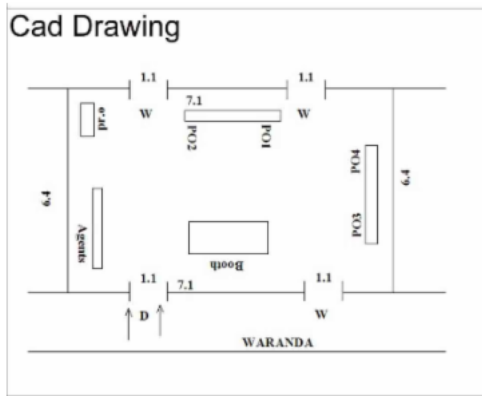 Cad Drawing
1.1
1.1
7.1
W
W
pr.o
PO2
PO1
PO4
PO3
6.4
6.4
Agents
Booth
1.1
7.1
1.1
D
W
WARANDA